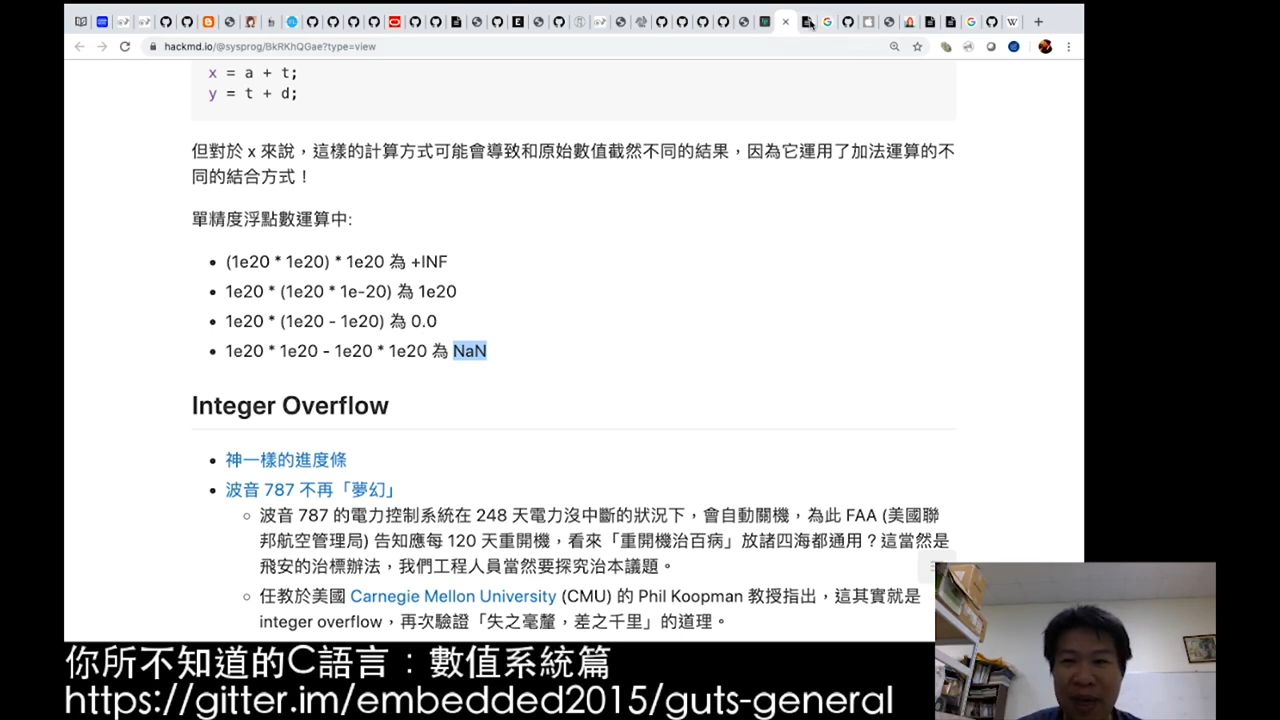 hackmd.io/@sysprog/BkRKhQGae?type=view
x = a + t;
y = t + d;
但對於 x 來說，這樣的計算方式可能會導致和原始數值截然不同的結果，因為它運用了加法運算的不
同的結合方式！
單精度浮點數運算中:
• (1e20 * 1e20) * 1e20 為 +INF
• 1e20 * (1e20 * 1e-20) 為 1e20
• 1e20 * (1e20 - 1e20) 為 0.0
• 1e20 * 1e20 - 1e20 * 1e20 為 NaN
Integer Overflow
• 神一樣的進度條
• 波音 787 不再「夢幻」
波音 787 的電力控制系統在 248 天電力沒中斷的狀況下，會自動關機，為此 FAA (美國聯
邦航空管理局) 告知應每 120 天重開機，看來「重開機治百病」放諸四海都通用？這當然是
飛安的治標辦法，我們工程人員當然要探究治本議題。
任教於美國 Carnegie Mellon University (CMU) 的 Phil Koopman 教授指出，這其實就是
integer overflow，再次驗證「失之毫釐，差之千里」的道理。
你所不知道的C語言：數值系統篇
https://gitter.im/embedded2015/guts-general